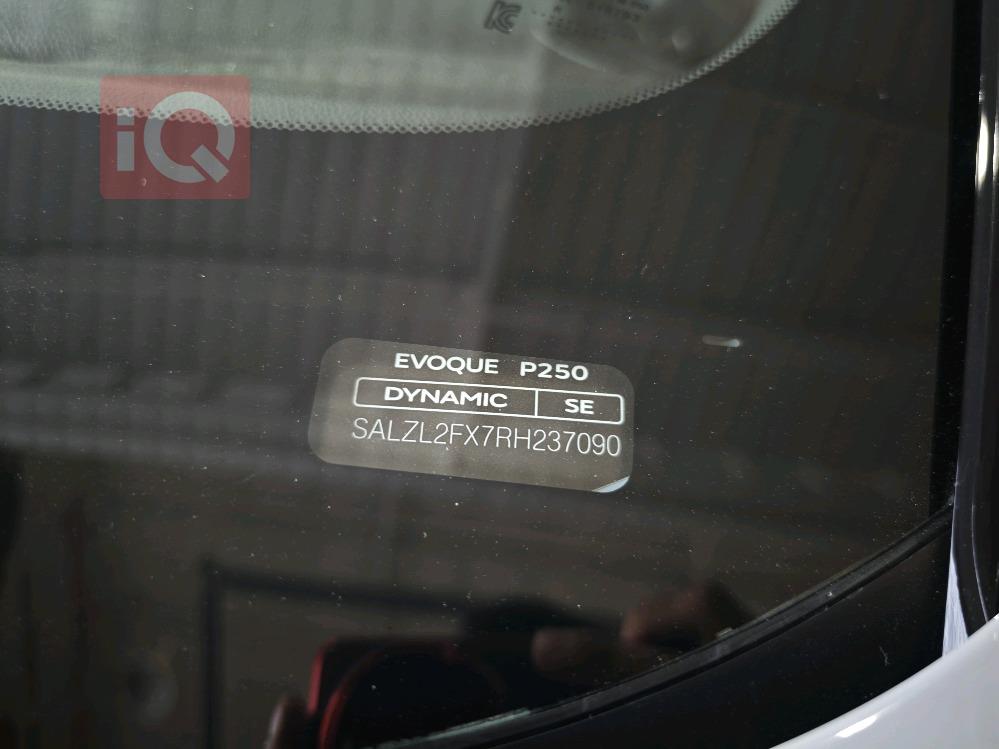 iQ
EVOQUE P250
DYNAMIC SE
SALZL2FX7RH237090